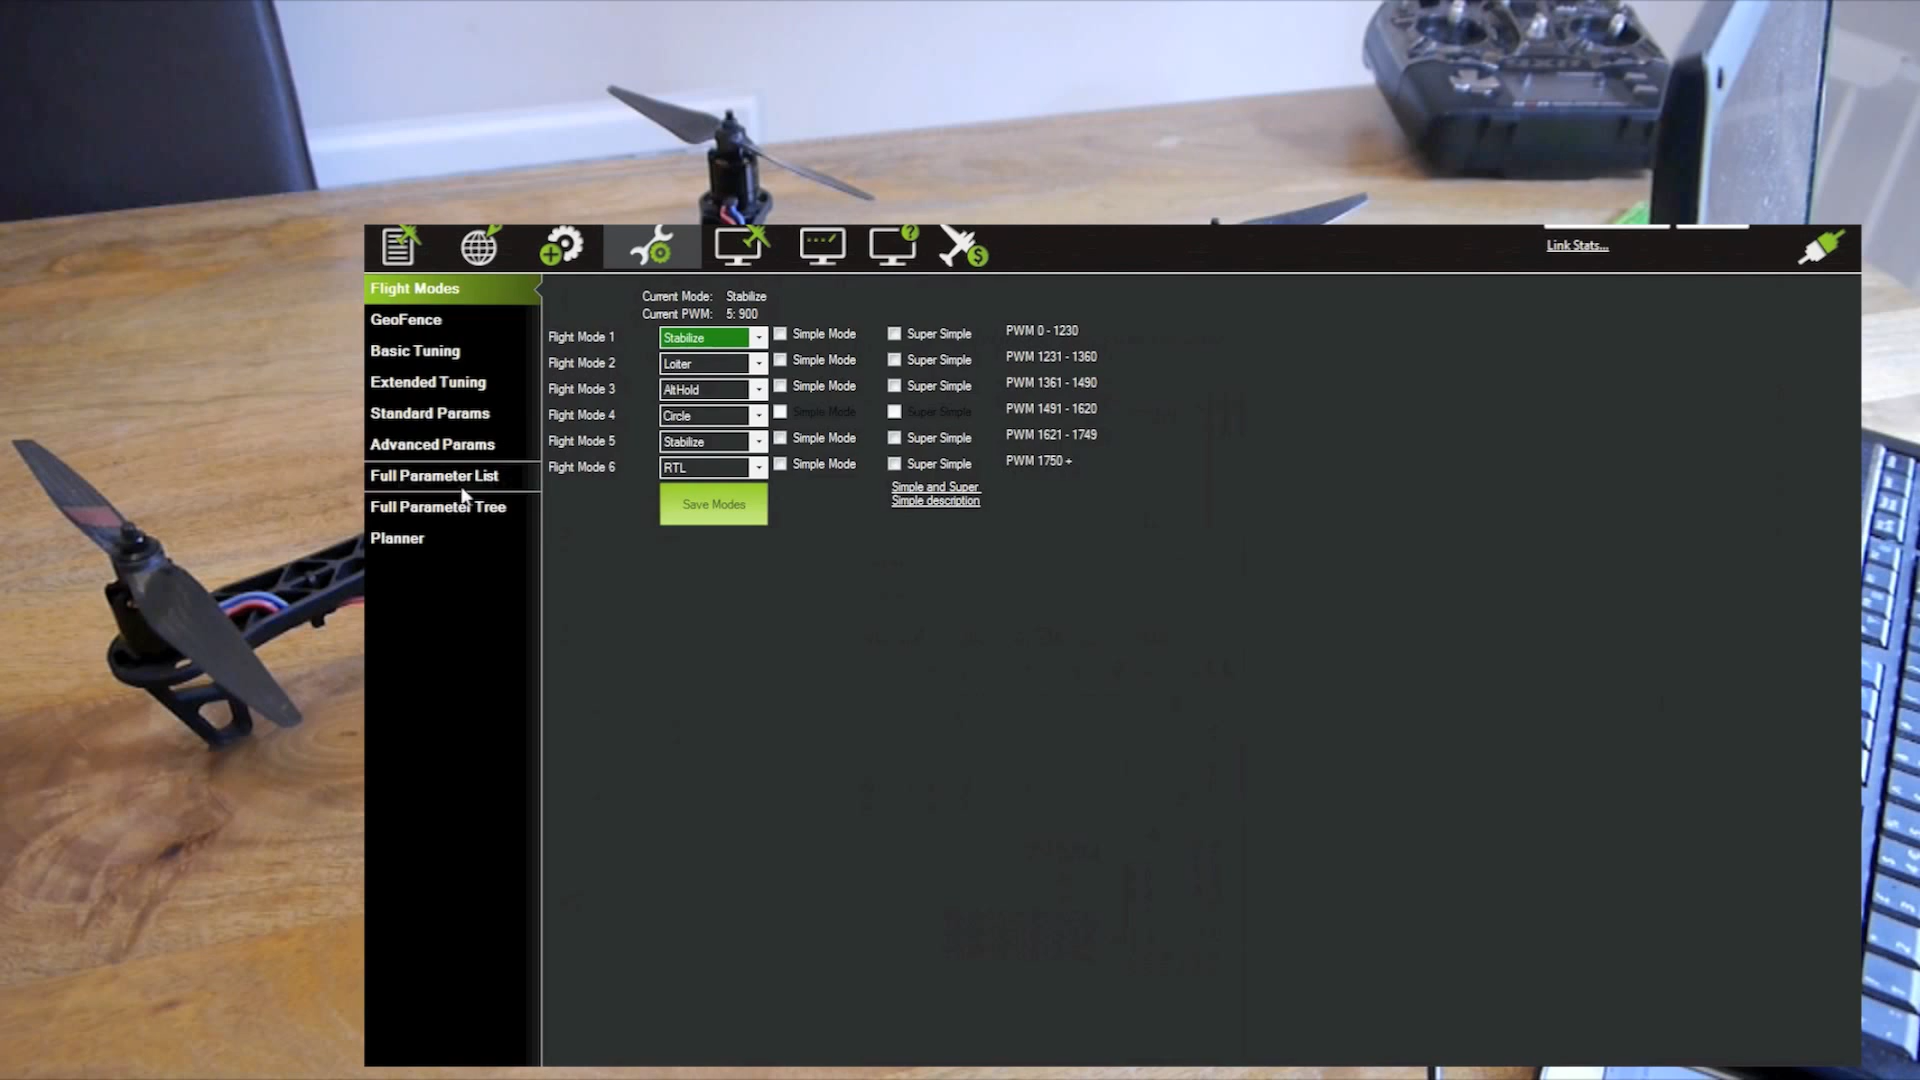 Link Stats...
Flight Modes
GeoFence
Basic Tuning
Extended Tuning
Standard Params
Advanced Params
Full Parameter List
Full Parameter Tree
Planner
Current Mode: Stabilize
Current PWM: 5: 900
Flight Mode 1 Stabilize Simple Mode Super Simple PWM 0 - 1230
Flight Mode 2 Loiter Simple Mode Super Simple PWM 1231 - 1360
Flight Mode 3 AltHold Simple Mode Super Simple PWM 1361 - 1490
Flight Mode 4 Circle Simple Mode Super Simple PWM 1491 - 1620
Flight Mode 5 Stabilize Simple Mode Super Simple PWM 1621 - 1749
Flight Mode 6 RTL Simple Mode Super Simple PWM 1750 +
Save Modes
Simple and Super
Simple description